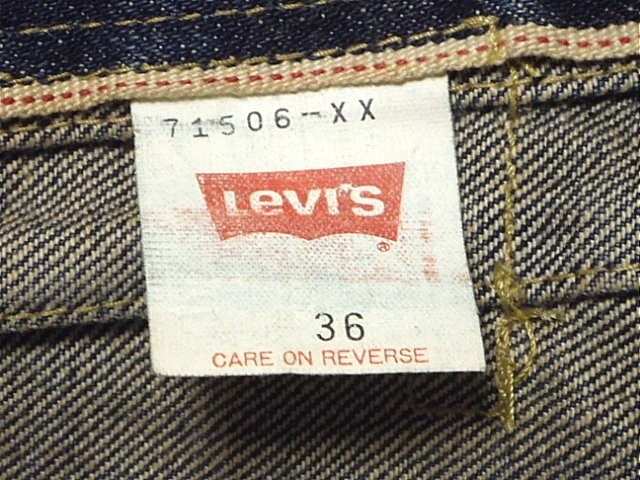 71506-XX
Levi's
®
36
CARE ON REVERSE